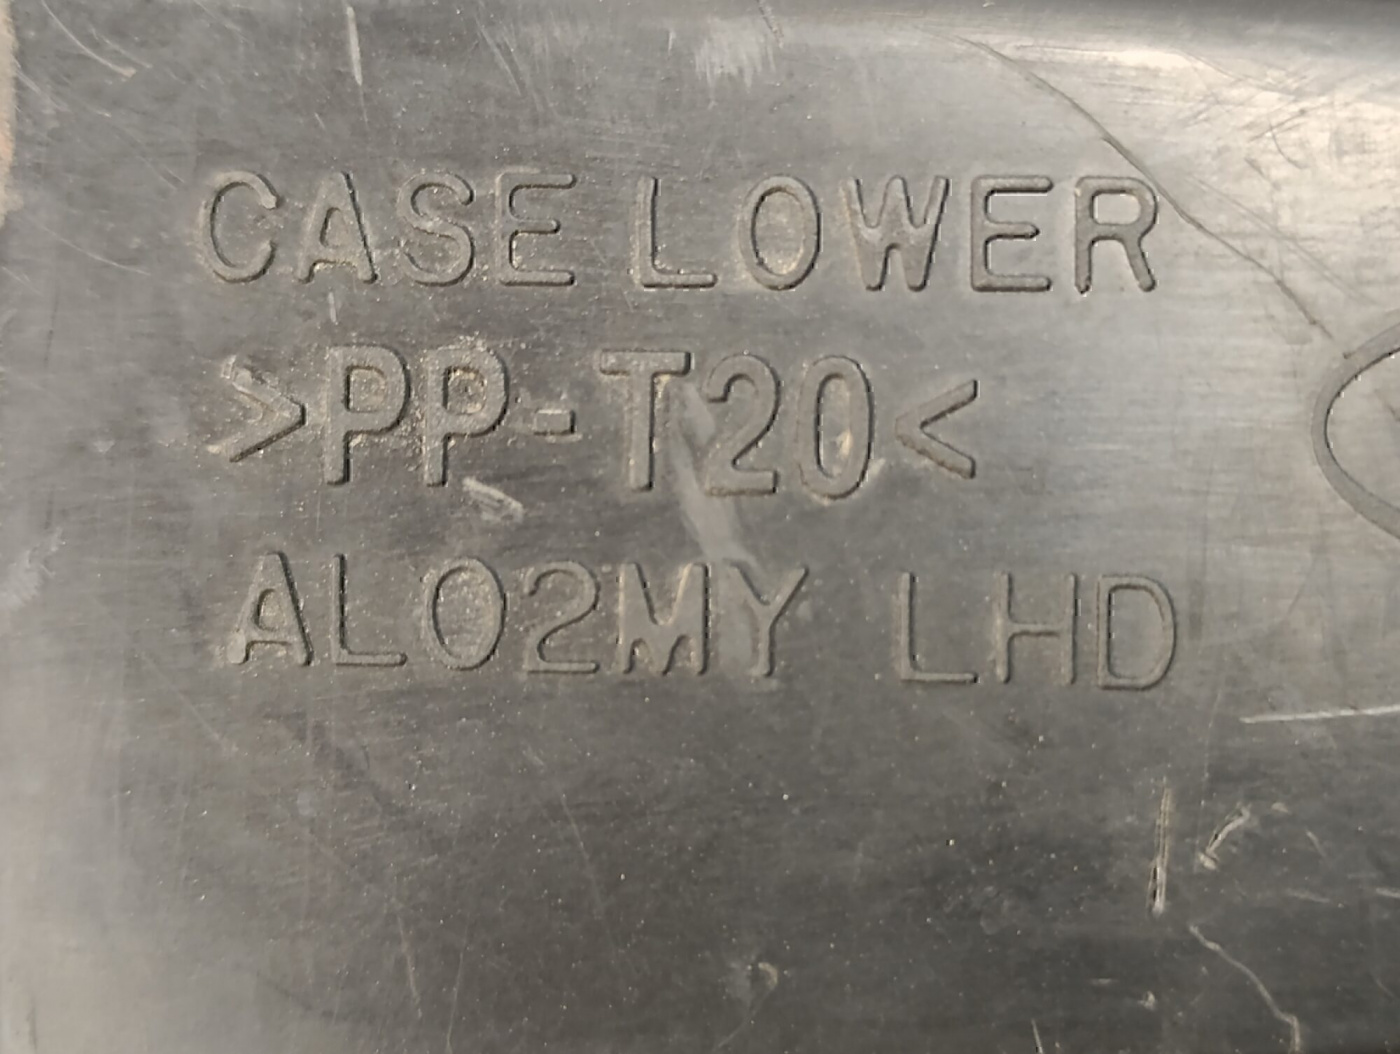 CASE LOWER
>PP-T20<
AL02MY LHD